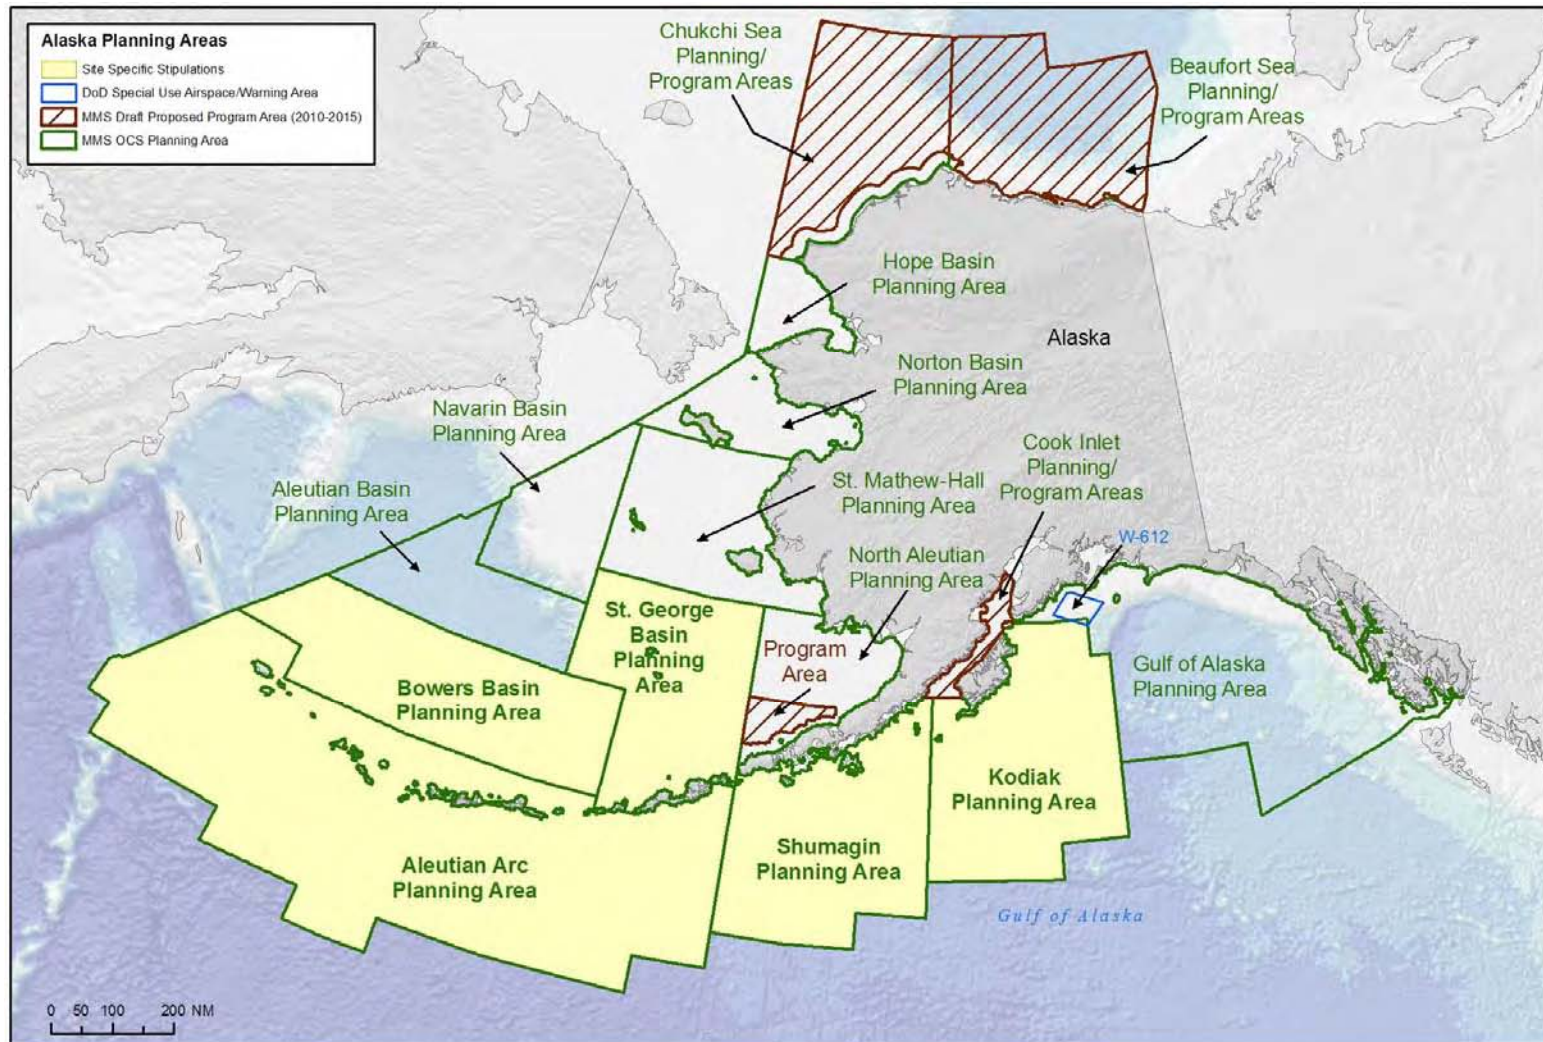 Alaska Planning Areas
Site Specific Stipulations
DoD Special Use Airspace/Warning Area
MMS Draft Proposed Program Area (2010-2015)
MMS OCS Planning Area
Chukchi Sea
Planning/
Program Areas
Beaufort Sea
Planning/
Program Areas
Hope Basin
Planning Area
Alaska
Norton Basin
Planning Area
Navarin Basin
Planning Area
Cook Inlet
Planning/
Program Areas
St. Mathew-Hall
Planning Area
Aleutian Basin
Planning Area
W-612
North Aleutian
Planning Area
St. George
Basin
Planning
Area
Program
Area
Gulf of Alaska
Planning Area
Bowers Basin
Planning Area
Kodiak
Planning Area
Shumagin
Planning Area
Aleutian Arc
Planning Area
Gulf of Alaska
0 50 100 200 NM